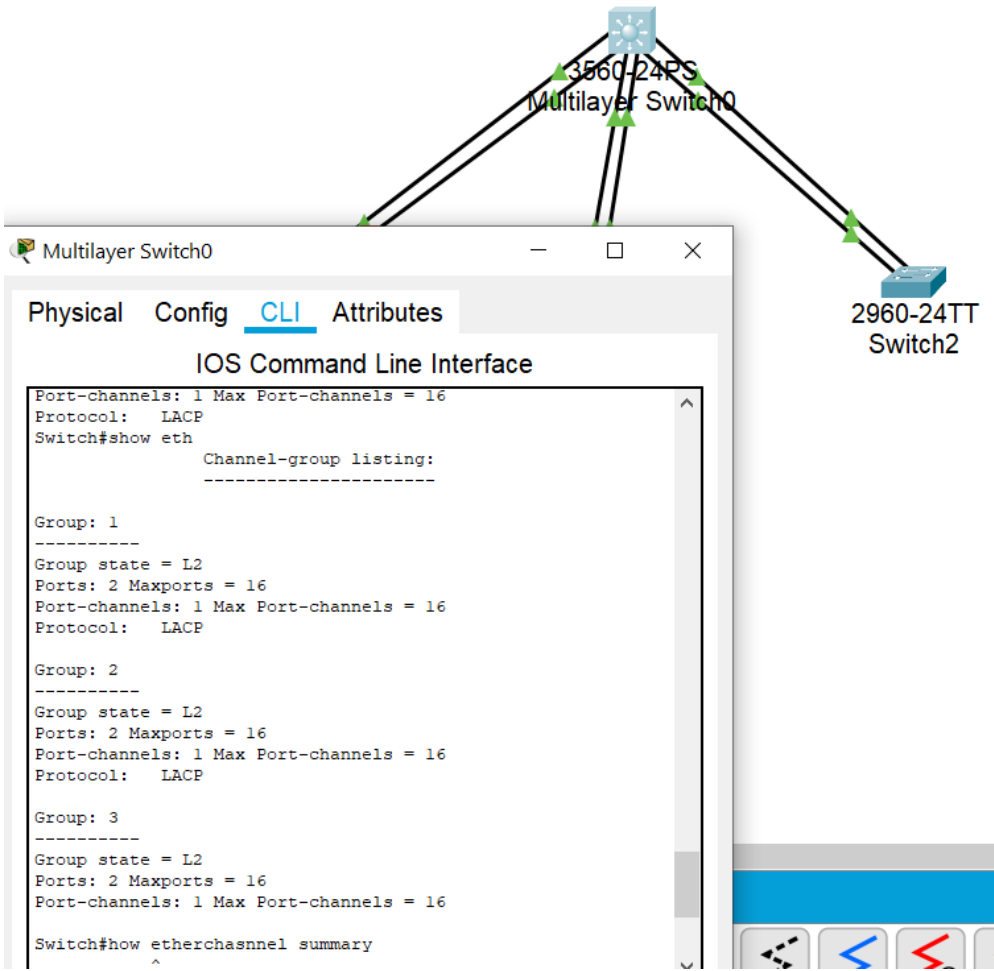 3560-24PS
Multilayer Switch0
2960-24TT
Switch2
Multilayer Switch0
Physical Config CLI Attributes
IOS Command Line Interface
Port-channels: 1 Max Port-channels = 16
Protocol:   LACP
Switch#show eth
                Channel-group listing:
                ----------------------
Group: 1
----------
Group state = L2
Ports: 2 Maxports = 16
Port-channels: 1 Max Port-channels = 16
Protocol:   LACP
Group: 2
----------
Group state = L2
Ports: 2 Maxports = 16
Port-channels: 1 Max Port-channels = 16
Protocol:   LACP
Group: 3
----------
Group state = L2
Ports: 2 Maxports = 16
Port-channels: 1 Max Port-channels = 16
Switch#how etherchasnnel summary
           ^